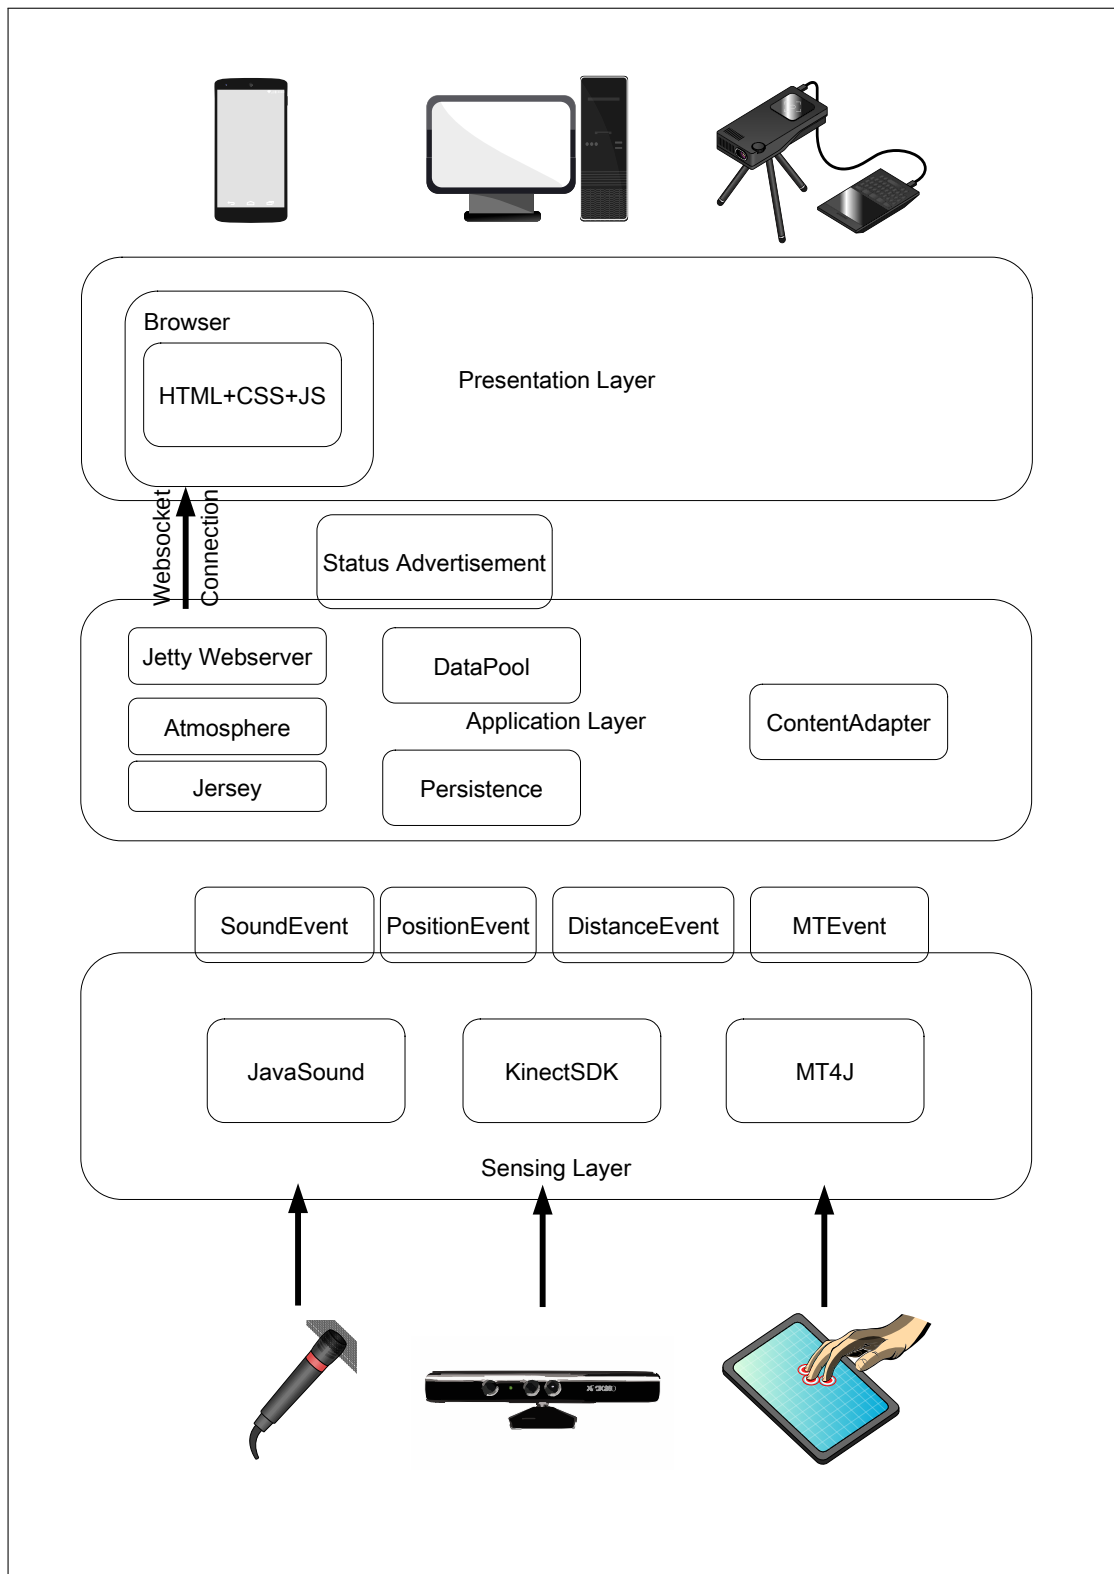 Browser
HTML+CSS+JS
Presentation Layer
Websocket
Connection
Status Advertisement
Jetty Webserver
DataPool
Atmosphere
Application Layer
ContentAdapter
Jersey
Persistence
SoundEvent
PositionEvent
DistanceEvent
MTEvent
JavaSound
KinectSDK
MT4J
Sensing Layer